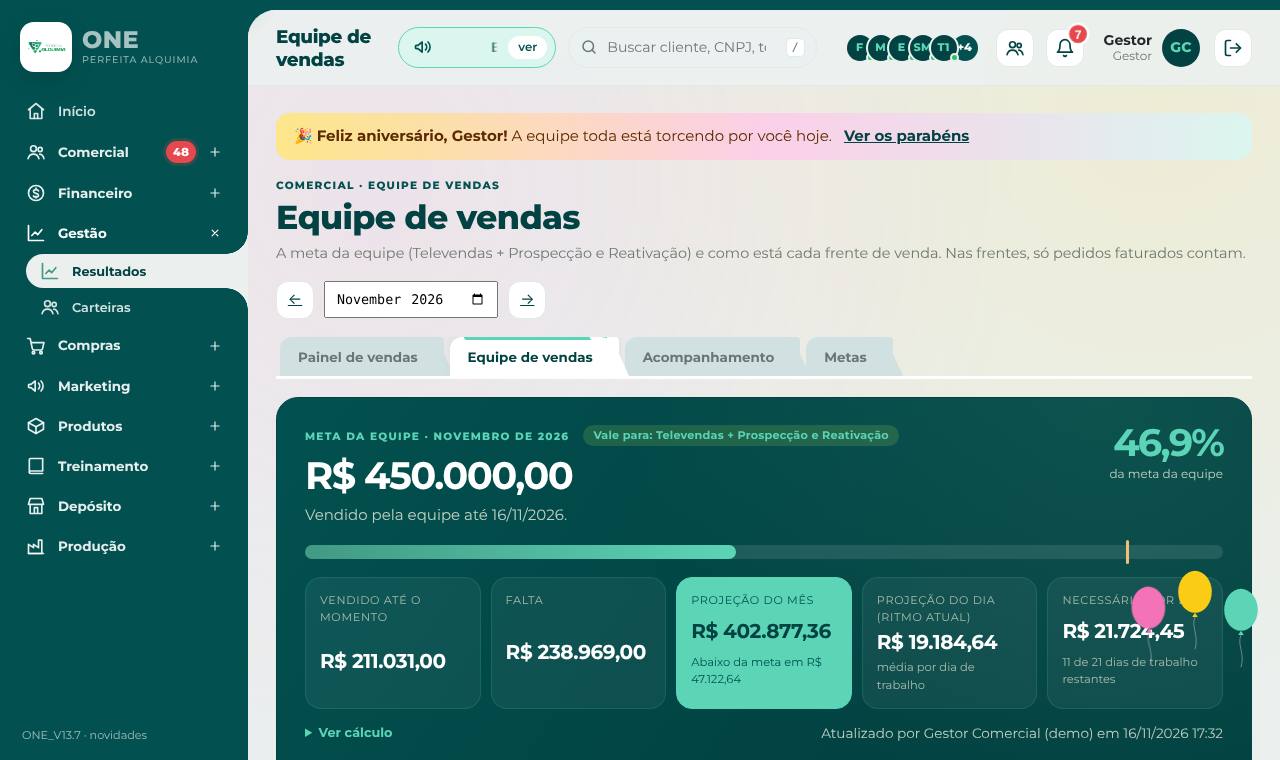 ONE
PERFEITA ALQUIMIA
Início
Comercial 48 +
Financeiro +
Gestão ×
Resultados
Carteiras
Compras +
Marketing +
Produtos +
Treinamento +
Depósito +
Produção +
ONE_V13.7 · novidades
Equipe de
vendas
ver
Buscar cliente, CNPJ, /
F M E SM T1 +4
7
Gestor
Gestor
GC
🎉 Feliz aniversário, Gestor! A equipe toda está torcendo por você hoje. Ver os parabéns
COMERCIAL · EQUIPE DE VENDAS
Equipe de vendas
A meta da equipe (Televendas + Prospecção e Reativação) e como está cada frente de venda. Nas frentes, só pedidos faturados contam.
← November 2026 →
Painel de vendas
Equipe de vendas
Acompanhamento
Metas
META DA EQUIPE · NOVEMBRO DE 2026 Vale para: Televendas + Prospecção e Reativação
R$ 450.000,00
Vendido pela equipe até 16/11/2026.
46,9%
da meta da equipe
VENDIDO ATÉ O
MOMENTO
R$ 211.031,00
FALTA
R$ 238.969,00
PROJEÇÃO DO MÊS
R$ 402.877,36
Abaixo da meta em R$
47.122,64
PROJEÇÃO DO DIA
(RITMO ATUAL)
R$ 19.184,64
média por dia de
trabalho
R$ 21.724,45
11 de 21 dias de trabalho
restantes
Ver cálculo
Atualizado por Gestor Comercial (demo) em 16/11/2026 17:32